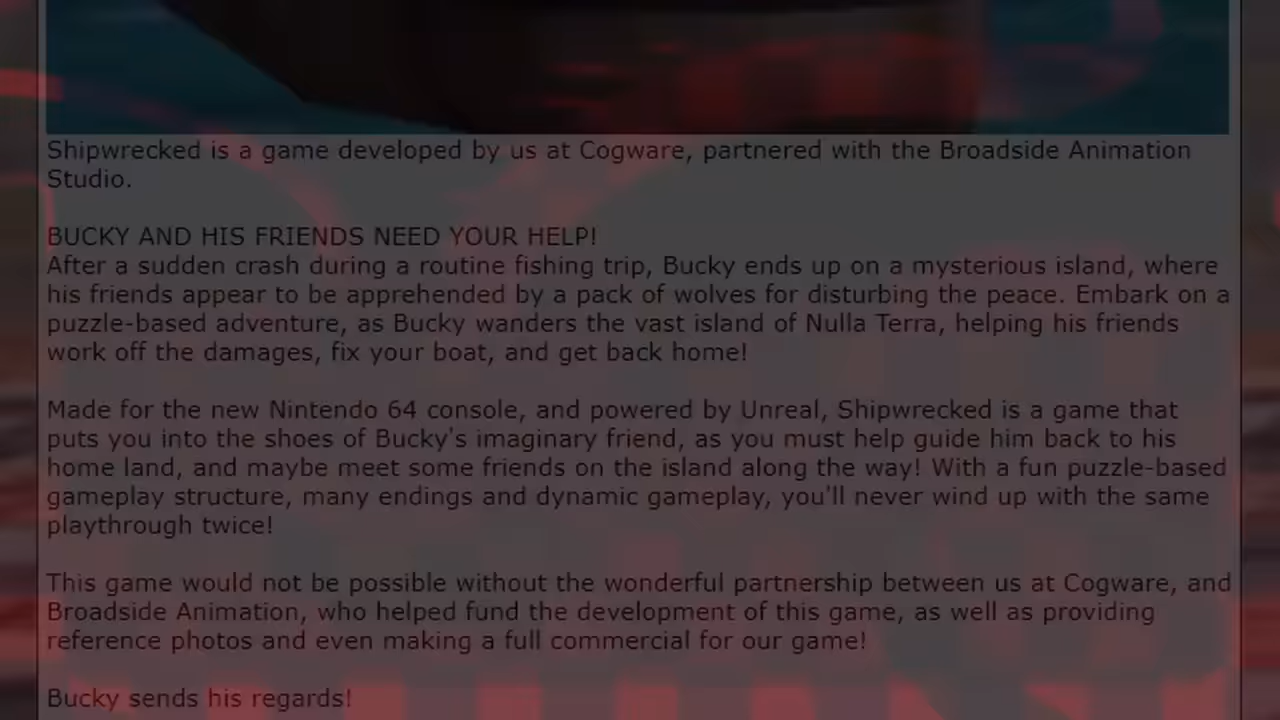 Shipwrecked is a game developed by us at Cogware, partnered with the Broadside Animation
Studio.
BUCKY AND HIS FRIENDS NEED YOUR HELP!
After a sudden crash during a routine fishing trip, Bucky ends up on a mysterious island, where
his friends appear to be apprehended by a pack of wolves for disturbing the peace. Embark on a
puzzle-based adventure, as Bucky wanders the vast island of Nulla Terra, helping his friends
work off the damages, fix your boat, and get back home!
Made for the new Nintendo 64 console, and powered by Unreal, Shipwrecked is a game that
puts you into the shoes of Bucky's imaginary friend, as you must help guide him back to his
home land, and maybe meet some friends on the island along the way! With a fun puzzle-based
gameplay structure, many endings and dynamic gameplay, you'll never wind up with the same
playthrough twice!
This game would not be possible without the wonderful partnership between us at Cogware, and
Broadside Animation, who helped fund the development of this game, as well as providing
reference photos and even making a full commercial for our game!
Bucky sends his regards!